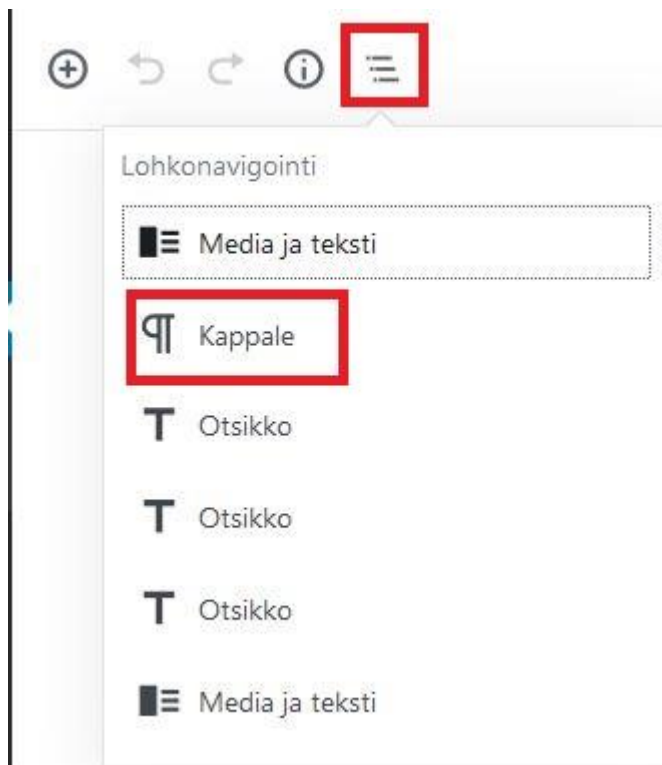 Lohkonavigointi
Media ja teksti
Kappale
Otsikko
Otsikko
Otsikko
Media ja teksti